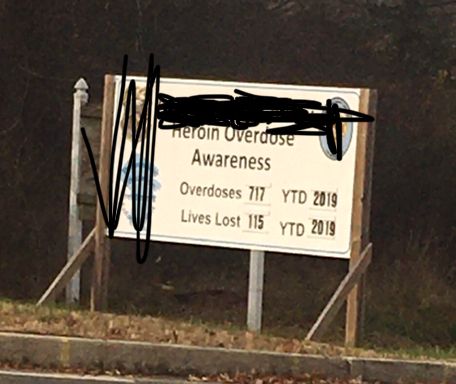 Heroin Overdose
Awareness
Overdoses 717 YTD 2019
Lives Lost 115 YTD 2019